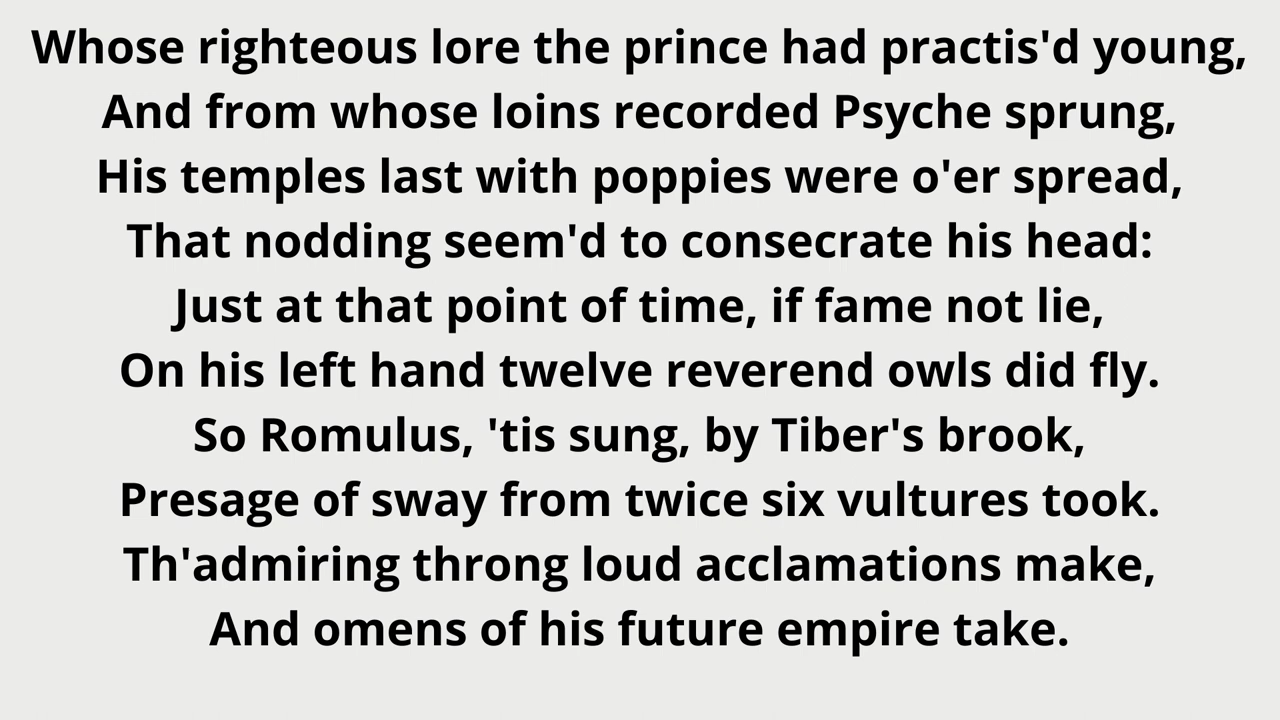 Whose righteous lore the prince had practis'd young,
And from whose loins recorded Psyche sprung,
His temples last with poppies were o'er spread,
That nodding seem'd to consecrate his head:
Just at that point of time, if fame not lie,
On his left hand twelve reverend owls did fly.
So Romulus, 'tis sung, by Tiber's brook,
Presage of sway from twice six vultures took.
Th'admiring throng loud acclamations make,
And omens of his future empire take.